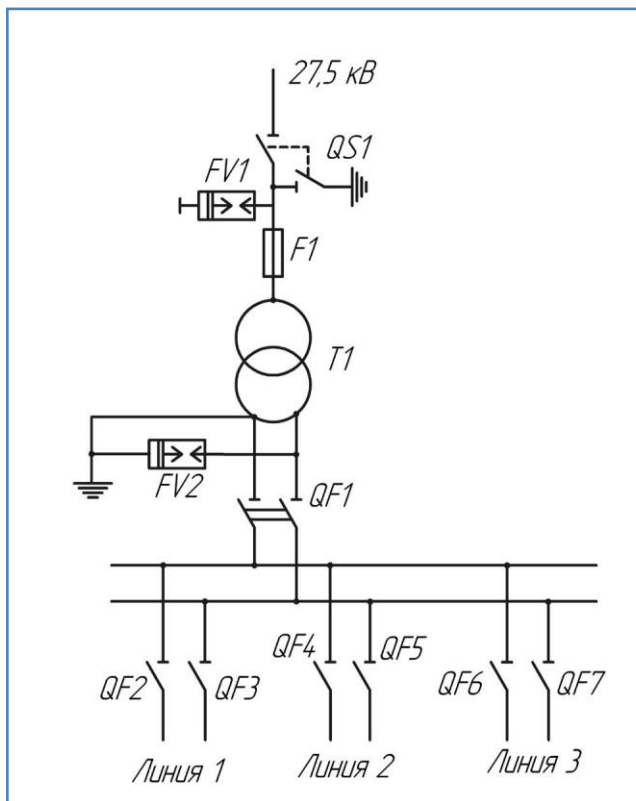 27,5 кВ
QS1
FV1
F1
T1
FV2
QF1
QF2
QF3
QF4
QF5
QF6
QF7
Линия 1
Линия 2
Линия 3